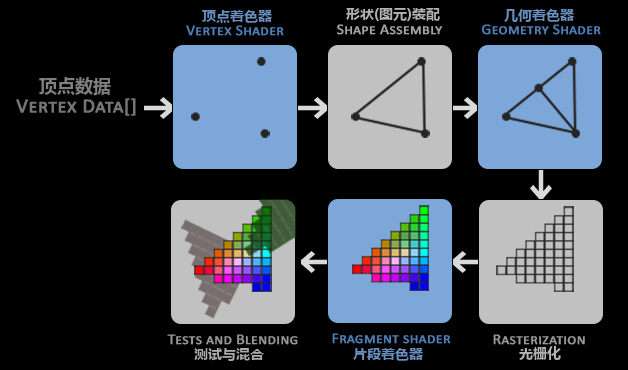 顶点着色器
VERTEX SHADER
形状(图元)装配
SHAPE ASSEMBLY
几何着色器
GEOMETRY SHADER
顶点数据
VERTEX DATA[]
TESTS AND BLENDING
测试与混合
FRAGMENT SHADER
片段着色器
RASTERIZATION
光栅化